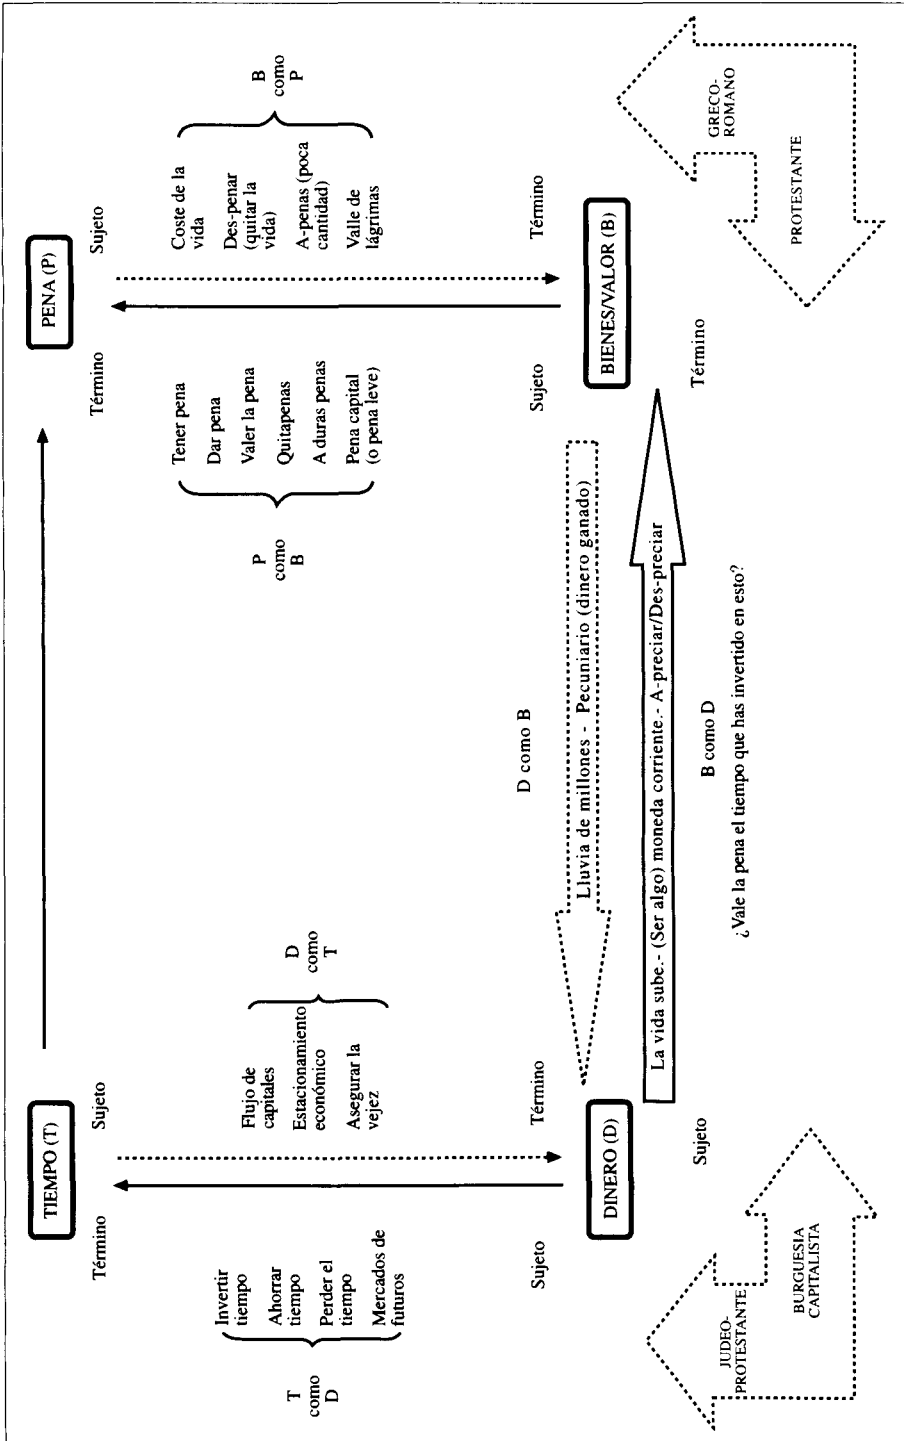 TIEMPO (T)
PENA (P)
Término
Sujeto
Término
Sujeto
T
como
D
Invertir
tiempo
Ahorrar
tiempo
Perder el
tiempo
Mercados de
futuros
Flujo de
capitales
Estacionamiento
económico
Asegurar la
vejez
D
como
T
P
como
B
Tener pena
Dar pena
Valer la pena
Quitapenas
A duras penas
Pena capital
(o pena leve)
Coste de la
vida
Des-penar
(quitar la
vida)
A-penas (poca
cantidad)
Valle de
lágrimas
B
como
P
Sujeto
Término
D como B
Sujeto
Término
DINERO (D)
Lluvia de millones - Pecuniario (dinero ganado)
BIENES/VALOR (B)
La vida sube.- (Ser algo) moneda corriente.- A-preciar/Des-preciar
Sujeto
B como D
Término
¿Vale la pena el tiempo que has invertido en esto?
JUDEO-
PROTESTANTE
BURGUESIA
CAPITALISTA
GRECO-
ROMANO
PROTESTANTE